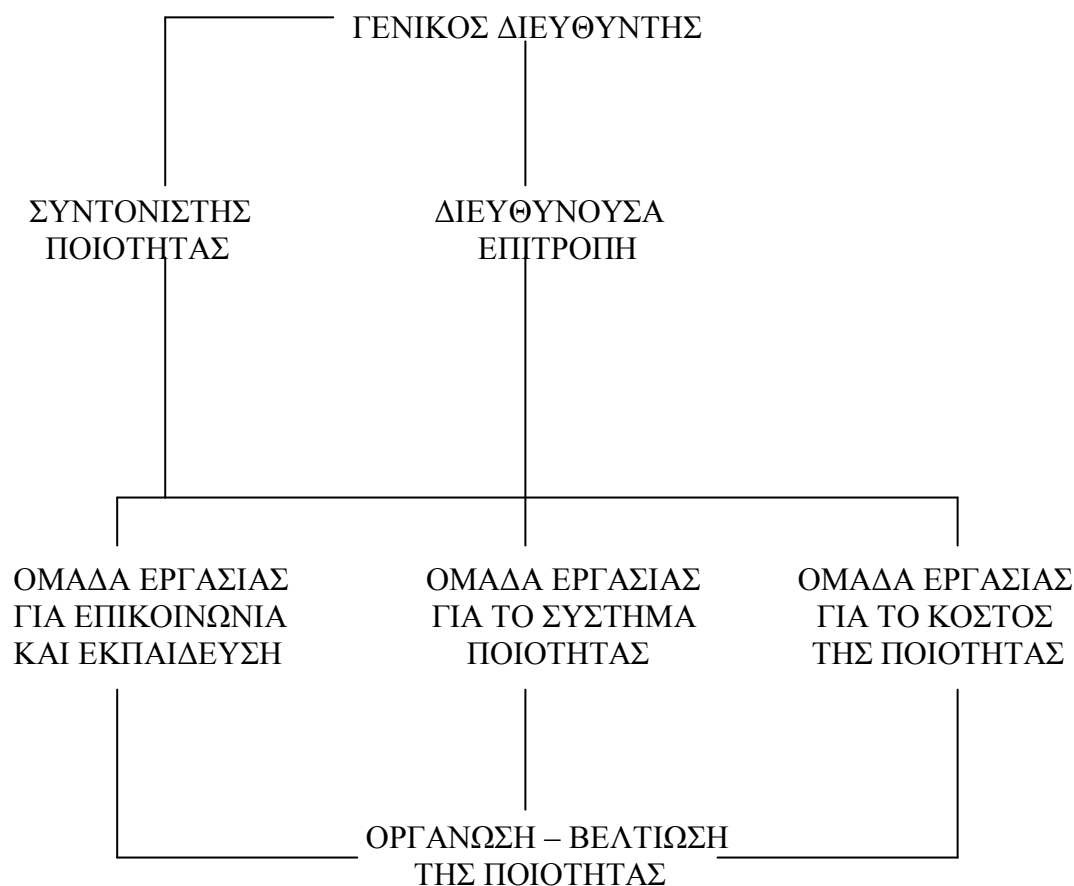 ΓΕΝΙΚΟΣ ΔΙΕΥΘΥΝΤΗΣ
ΣΥΝΤΟΝΙΣΤΗΣ
ΠΟΙΟΤΗΤΑΣ
ΔΙΕΥΘΥΝΟΥΣΑ
ΕΠΙΤΡΟΠΗ
ΟΜΑΔΑ ΕΡΓΑΣΙΑΣ
ΓΙΑ ΕΠΙΚΟΙΝΩΝΙΑ
ΚΑΙ ΕΚΠΑΙΔΕΥΣΗ
ΟΜΑΔΑ ΕΡΓΑΣΙΑΣ
ΓΙΑ ΤΟ ΣΥΣΤΗΜΑ
ΠΟΙΟΤΗΤΑΣ
ΟΜΑΔΑ ΕΡΓΑΣΙΑΣ
ΓΙΑ ΤΟ ΚΟΣΤΟΣ
ΤΗΣ ΠΟΙΟΤΗΤΑΣ
ΟΡΓΑΝΩΣΗ – ΒΕΛΤΙΩΣΗ
ΤΗΣ ΠΟΙΟΤΗΤΑΣ